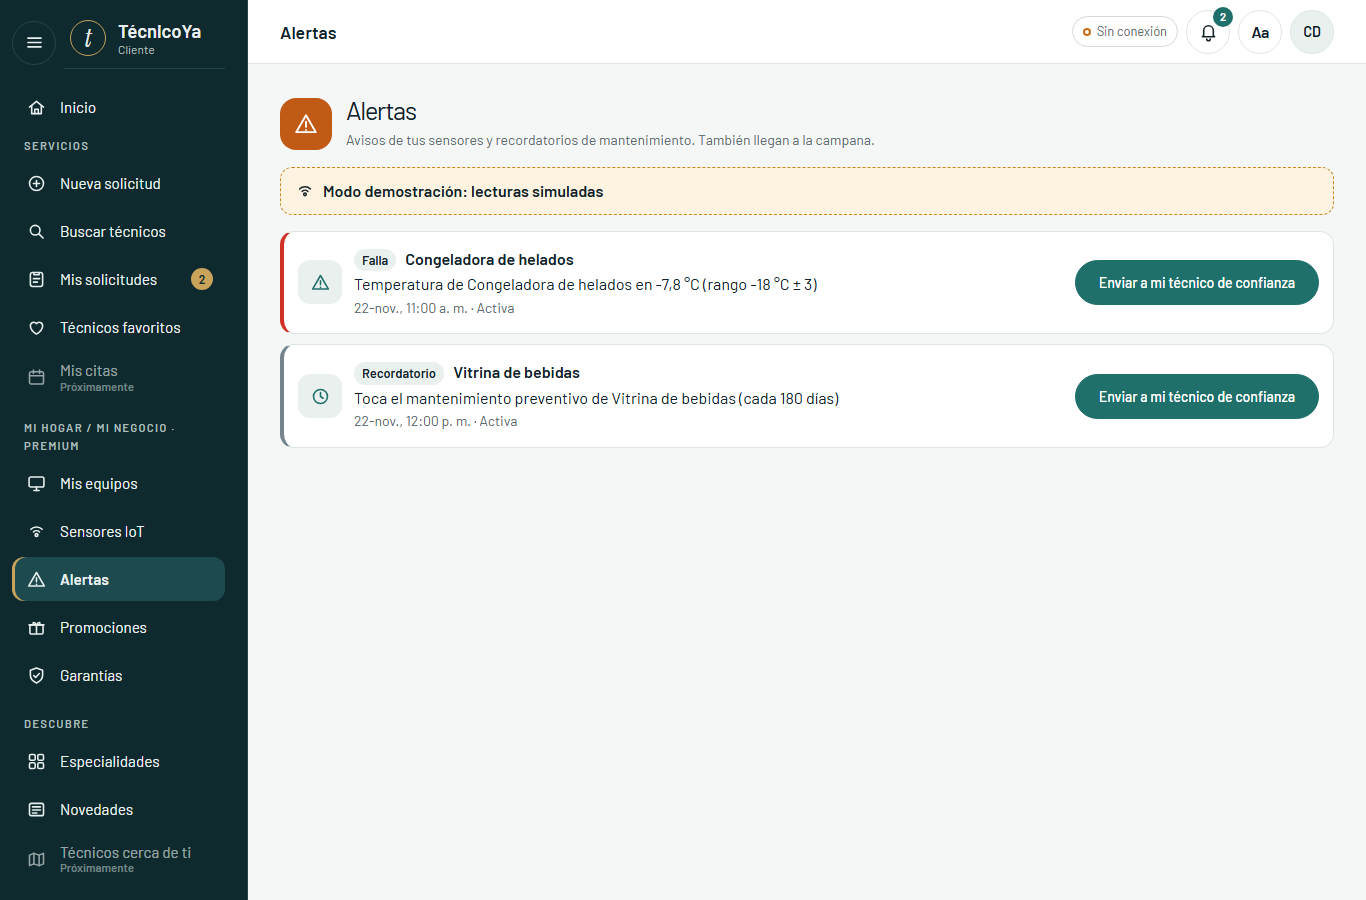 t
TécnicoYa
Cliente
Inicio
SERVICIOS
Nueva solicitud
Buscar técnicos
Mis solicitudes
2
Técnicos favoritos
Mis citas
Próximamente
MI HOGAR / MI NEGOCIO ·
PREMIUM
Mis equipos
Sensores IoT
Alertas
Promociones
Garantías
DESCUBRE
Especialidades
Novedades
Técnicos cerca de ti
Próximamente
Alertas
Sin conexión
2
Aa
CD
Alertas
Avisos de tus sensores y recordatorios de mantenimiento. También llegan a la campana.
Modo demostración: lecturas simuladas
Falla Congeladora de helados
Temperatura de Congeladora de helados en -7,8 °C (rango -18 °C ± 3)
22-nov., 11:00 a. m. · Activa
Enviar a mi técnico de confianza
Recordatorio Vitrina de bebidas
Toca el mantenimiento preventivo de Vitrina de bebidas (cada 180 días)
22-nov., 12:00 p. m. · Activa
Enviar a mi técnico de confianza